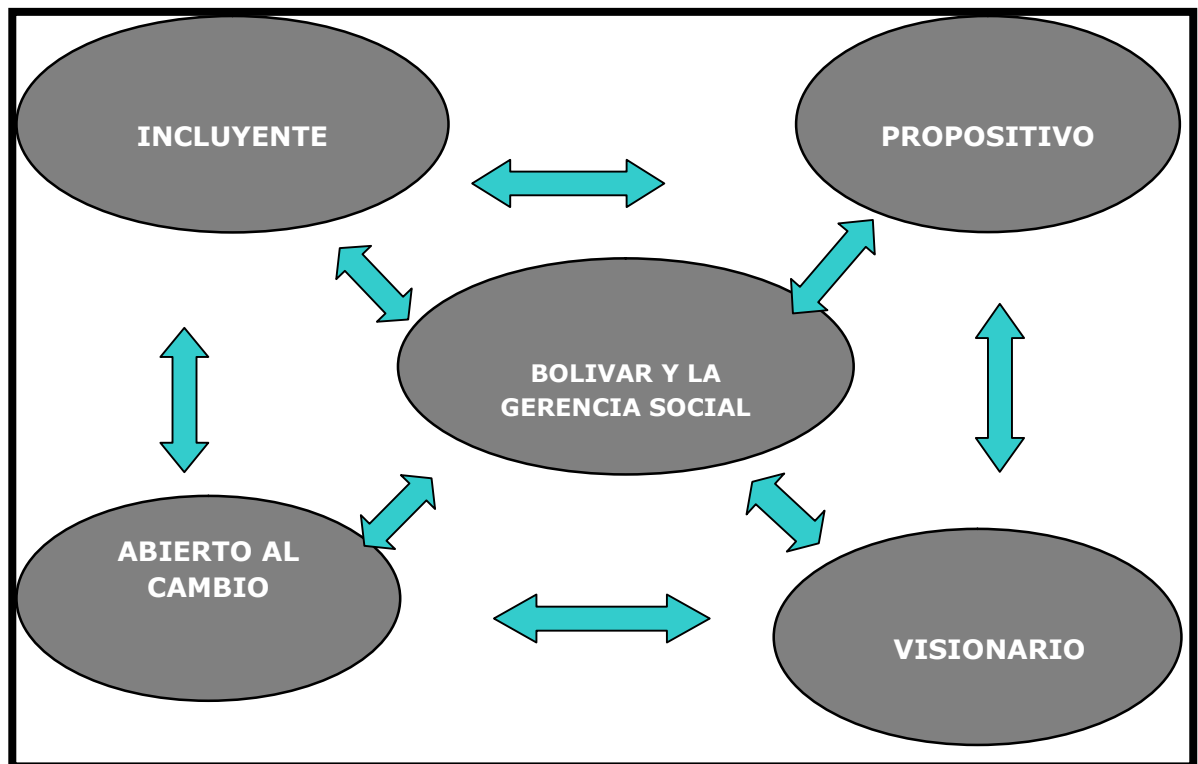 INCLUYENTE
PROPOSITIVO
BOLIVAR Y LA
GERENCIA SOCIAL
ABIERTO AL
CAMBIO
VISIONARIO